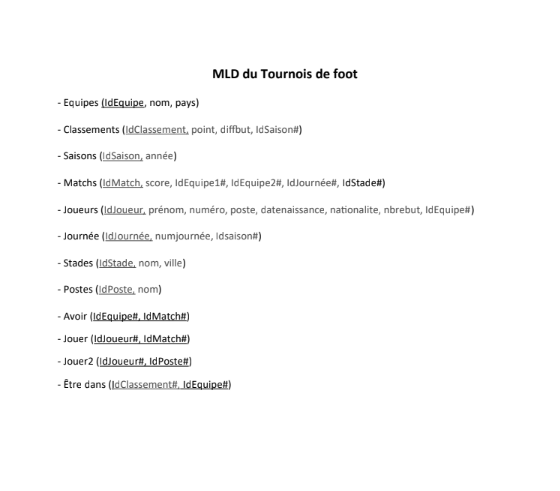 MLD du Tournois de foot
- Equipes (IdEquipe, nom, pays)
- Classements (IdClassement, point, diffbut, IdSaison#)
- Saisons (IdSaison, année)
- Matchs (IdMatch, score, IdEquipe1#, IdEquipe2#, IdJournée#, IdStade#)
- Joueurs (IdJoueur, prénom, numéro, poste, datenaissance, nationalite, nbrebut, IdEquipe#)
- Journée (IdJournée, numjournée, Idsaison#)
- Stades (IdStade, nom, ville)
- Postes (IdPoste, nom)
- Avoir (IdEquipe#, IdMatch#)
- Jouer (IdJoueur#, IdMatch#)
- Jouer2 (IdJoueur#, IdPoste#)
- Être dans (IdClassement#, IdEquipe#)